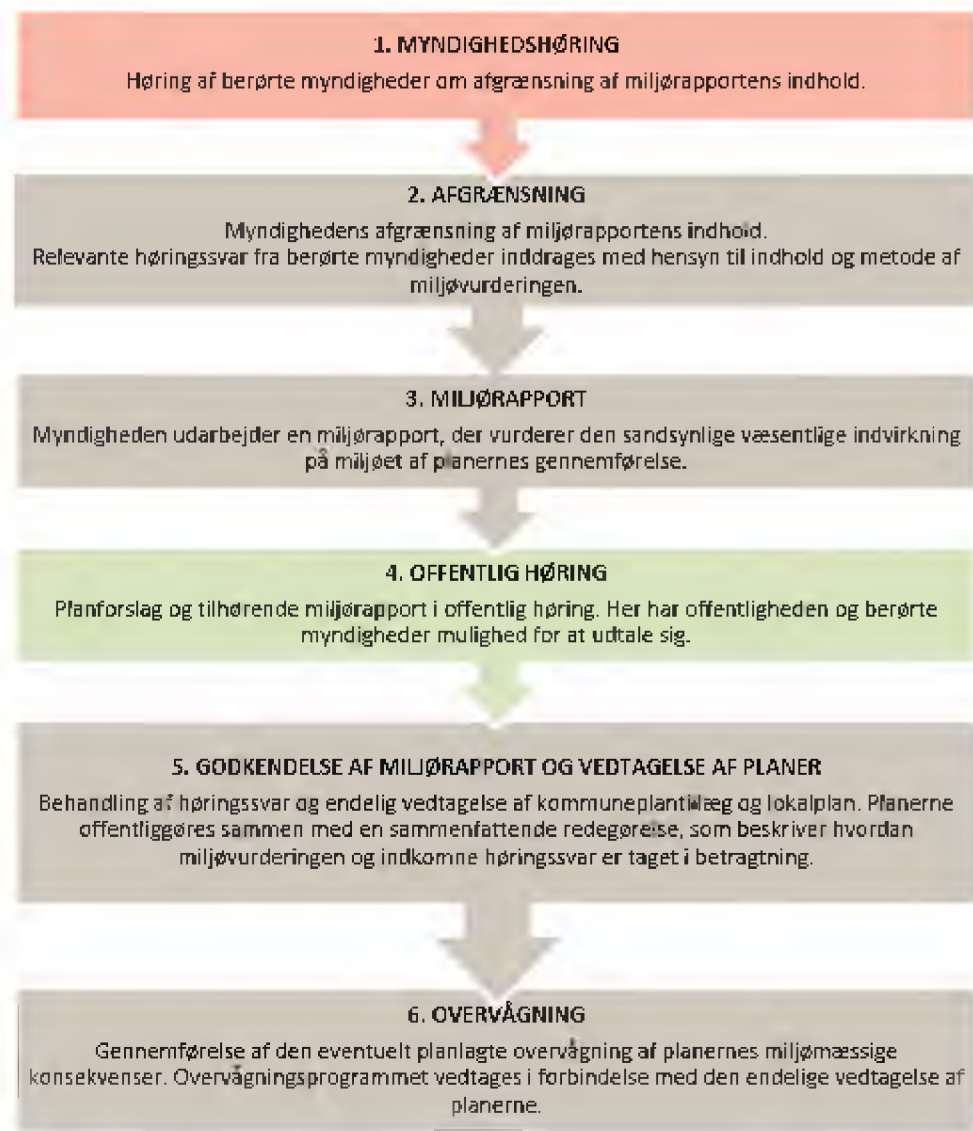 1. MYNDIGHEDSHØRING
Høring af berørte myndigheder om afgrænsning af miljørapportens indhold.
2. AFGRÆNSNING
Myndighedens afgrænsning af miljørapportens indhold.
Relevante høringssvar fra berørte myndigheder inddrages med hensyn til indhold og metode af
miljøvurderingen.
3. MILJØRAPPORT
Myndigheden udarbejder en miljørapport, der vurderer den sandsynlige væsentlige indvirkning
på miljøet af planernes gennemførelse.
4. OFFENTLIG HØRING
Planforslag og tilhørende miljørapport i offentlig høring. Her har offentligheden og berørte
myndigheder mulighed for at udtale sig.
5. GODKENDELSE AF MILJØRAPPORT OG VEDTAGELSE AF PLANER
Behandling af høringssvar og endelig vedtagelse af kommuneplantillæg og lokalplan. Planerne
offentliggøres sammen med en sammenfattende redegørelse, som beskriver hvordan
miljøvurderingen og indkomne høringssvar er taget i betragtning.
6. OVERVÅGNING
Gennemførelse af den eventuelt planlagte overvågning af planernes miljømæssige
konsekvenser. Overvågningsprogrammet vedtages i forbindelse med den endelige vedtagelse af
planerne.